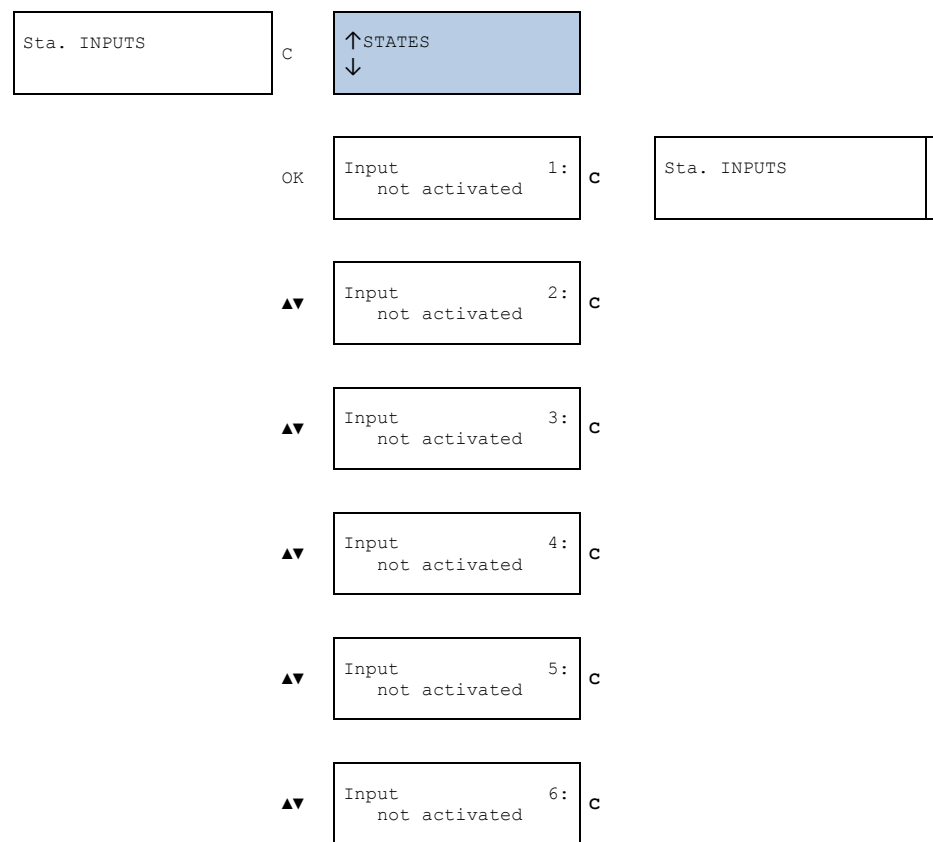 Sta. INPUTS C ↑STATES
↓
OK Input 1: C Sta. INPUTS
not activated
▲▼ Input 2: C
not activated
▲▼ Input 3: C
not activated
▲▼ Input 4: C
not activated
▲▼ Input 5: C
not activated
▲▼ Input 6: C
not activated